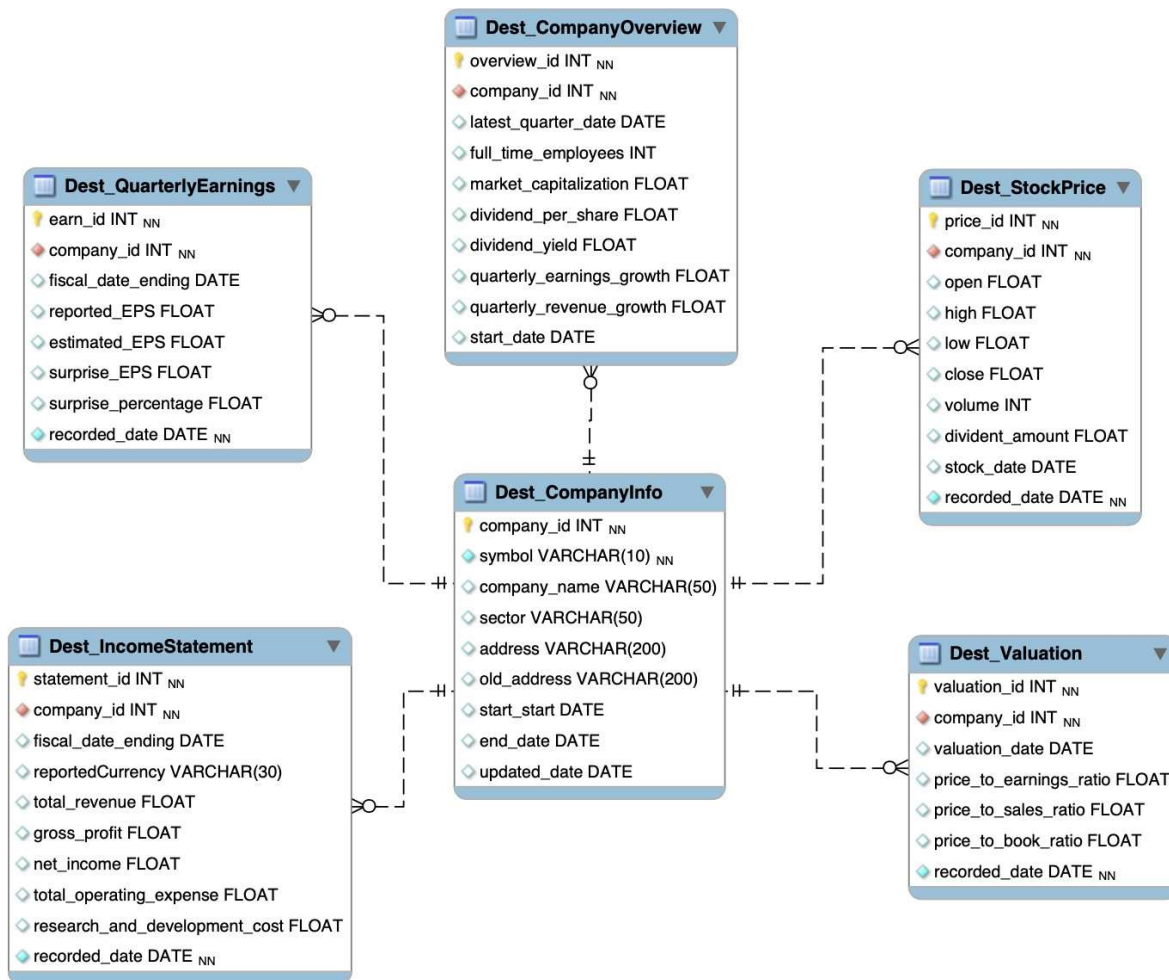 Dest_CompanyOverview
overview_id INT NN
company_id INT NN
latest_quarter_date DATE
full_time_employees INT
market_capitalization FLOAT
dividend_per_share FLOAT
dividend_yield FLOAT
quarterly_earnings_growth FLOAT
quarterly_revenue_growth FLOAT
start_date DATE
Dest_QuarterlyEarnings
earn_id INT NN
company_id INT NN
fiscal_date_ending DATE
reported_EPS FLOAT
estimated_EPS FLOAT
surprise_EPS FLOAT
surprise_percentage FLOAT
recorded_date DATE NN
Dest_StockPrice
price_id INT NN
company_id INT NN
open FLOAT
high FLOAT
low FLOAT
close FLOAT
volume INT
divident_amount FLOAT
stock_date DATE
recorded_date DATE NN
Dest_CompanyInfo
company_id INT NN
symbol VARCHAR(10) NN
company_name VARCHAR(50)
sector VARCHAR(50)
address VARCHAR(200)
old_address VARCHAR(200)
start_start DATE
end_date DATE
updated_date DATE
Dest_IncomeStatement
statement_id INT NN
company_id INT NN
fiscal_date_ending DATE
reportedCurrency VARCHAR(30)
total_revenue FLOAT
gross_profit FLOAT
net_income FLOAT
total_operating_expense FLOAT
research_and_development_cost FLOAT
recorded_date DATE NN
Dest_Valuation
valuation_id INT NN
company_id INT NN
valuation_date DATE
price_to_earnings_ratio FLOAT
price_to_sales_ratio FLOAT
price_to_book_ratio FLOAT
recorded_date DATE NN